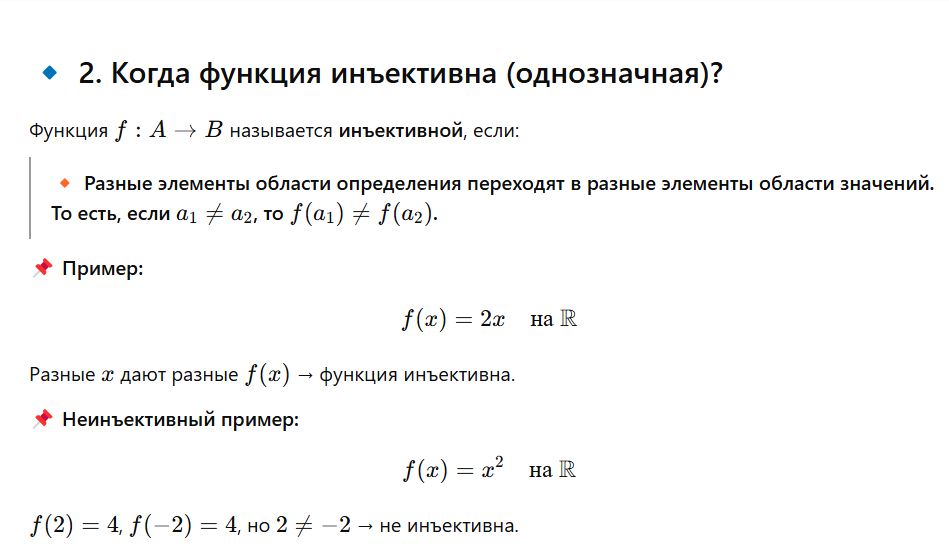 🔹 2. Когда функция инъективна (однозначная)?
Функция f : A → B называется инъективной, если:
🔸 Разные элементы области определения переходят в разные элементы области значений.
То есть, если a₁ ≠ a₂, то f(a₁) ≠ f(a₂).
📌 Пример:
f(x) = 2x на ℝ
Разные x дают разные f(x) → функция инъективна.
📌 Неинъективный пример:
f(x) = x² на ℝ
f(2) = 4, f(−2) = 4, но 2 ≠ −2 → не инъективна.